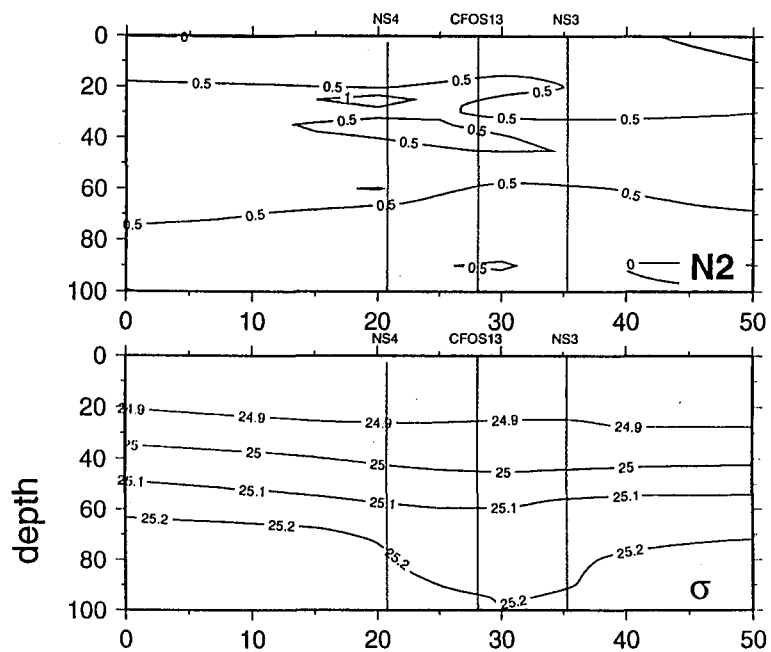 NS4 CFOS13 NS3
0 0
20 0.5 0.5 0.5 0.5
1 0.5
40 0.5 0.5 0.5 0.5
0.5
60 0.5
80 0.5 0.5 0.5
100 0.5 0 N2
0 10 20 30 40 50
NS4 CFOS13 NS3
0
20 24.9 24.9 24.9 24.9 24.9
40 25 25 25 25 25
60 25.1 25.1 25.1 25.1 25.1
25.2 25.2
80 25.2 25.2
100 25.2 σ
depth
0 10 20 30 40 50